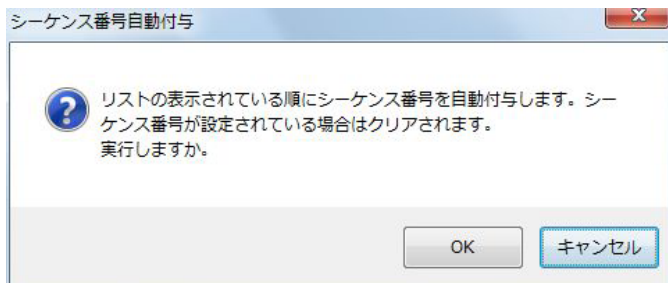 シーケンス番号自動付与
リストの表示されている順にシーケンス番号を自動付与します。シー
ケンス番号が設定されている場合はクリアされます。
実行しますか。
OK
キャンセル